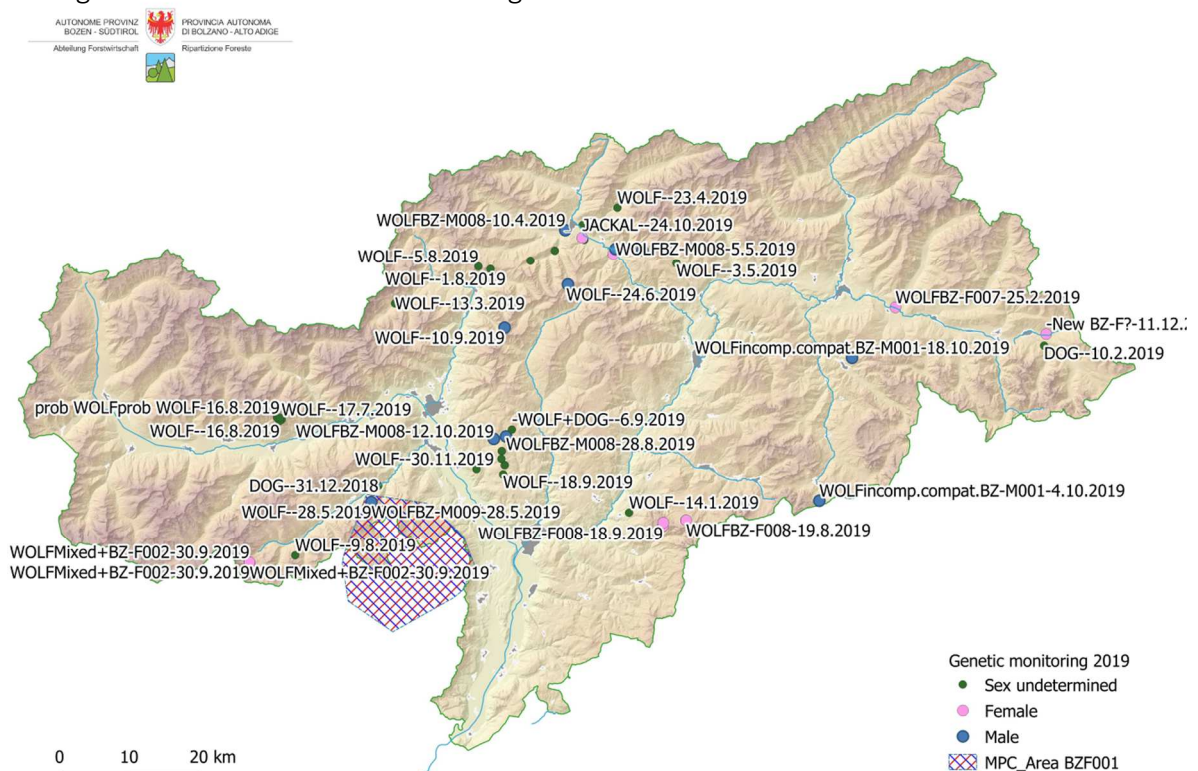 AUTONOME PROVINZ
BOZEN - SÜDTIROL
PROVINCIA AUTONOMA
DI BOLZANO - ALTO ADIGE
Abteilung Forstwirtschaft
Ripartizione Foreste
WOLF--23.4.2019
WOLFBZ-M008-10.4.2019
JACKAL--24.10.2019
WOLFBZ-M008-5.5.2019
WOLF--5.8.2019
WOLF--3.5.2019
WOLF--1.8.2019
WOLF--24.6.2019
WOLFBZ-F007-25.2.2019
WOLF--13.3.2019
-New BZ-F?-11.12.2
WOLF--10.9.2019
WOLFincomp.compat.BZ-M001-18.10.2019
DOG--10.2.2019
prob WOLFprob WOLF-16.8.2019
WOLF--17.7.2019
-WOLF+DOG--6.9.2019
WOLF--16.8.2019
WOLFBZ-M008-12.10.2019
WOLFBZ-M008-28.8.2019
WOLF--30.11.2019
WOLF--18.9.2019
DOG--31.12.2018
WOLFincomp.compat.BZ-M001-4.10.2019
WOLF--14.1.2019
WOLF--28.5.2019WOLFBZ-M009-28.5.2019
WOLFBZ-F008-18.9.2019
WOLFBZ-F008-19.8.2019
WOLF--9.8.2019
WOLFMixed+BZ-F002-30.9.2019
WOLFMixed+BZ-F002-30.9.2019WOLFMixed+BZ-F002-30.9.2019
Genetic monitoring 2019
Sex undetermined
Female
Male
MPC_Area BZF001
0 10 20 km